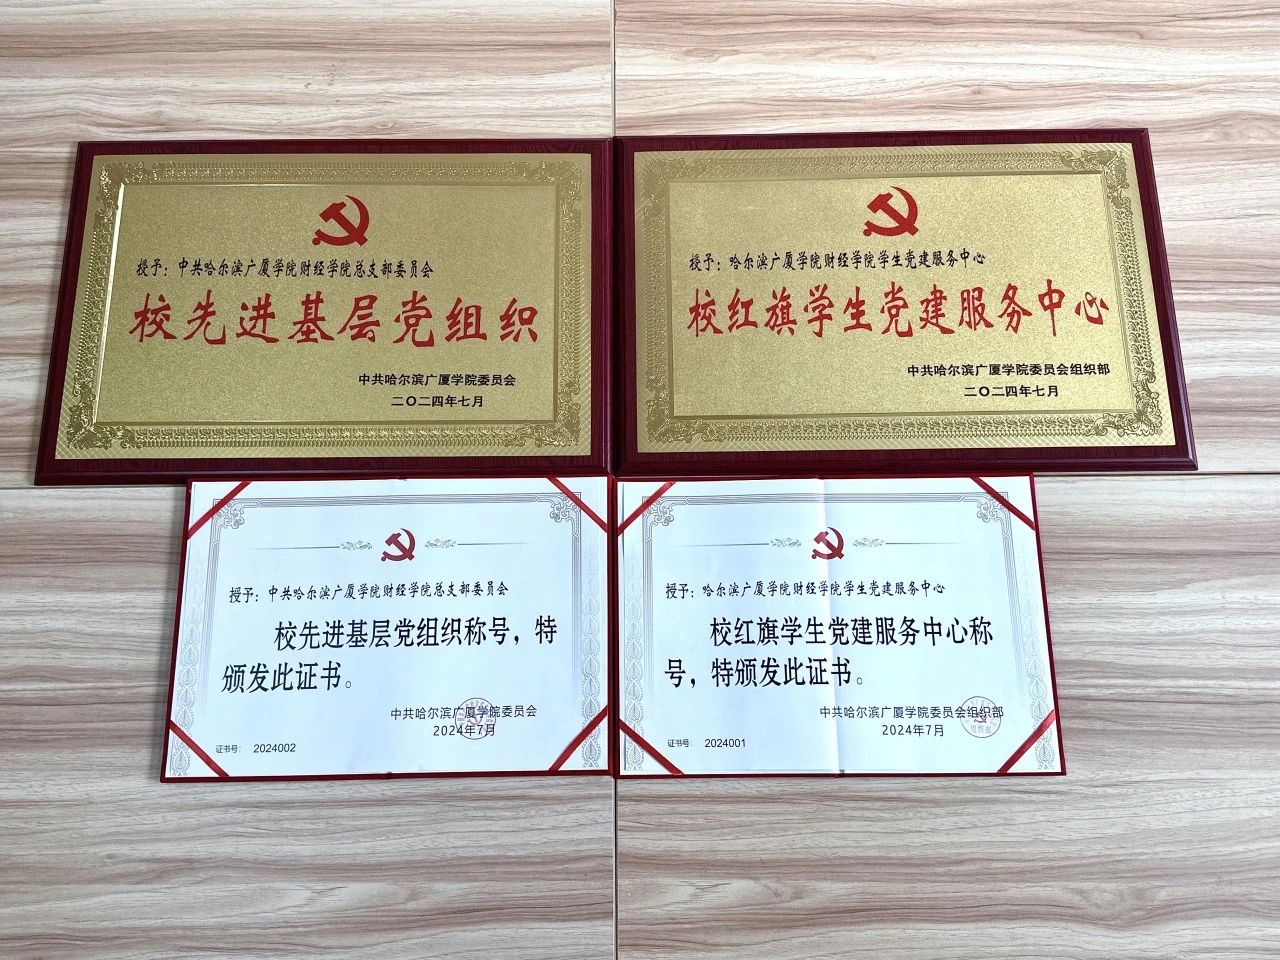 授予：中共哈尔滨广厦学院财经学院总支部委员会
校先进基层党组织
中共哈尔滨广厦学院委员会
二〇二四年七月
授予：哈尔滨广厦学院财经学院学生党建服务中心
校红旗学生党建服务中心
中共哈尔滨广厦学院委员会组织部
二〇二四年七月
授予：中共哈尔滨广厦学院财经学院总支部委员会
校先进基层党组织称号，特
颁发此证书。
中共哈尔滨广厦学院委员会
2024年7月
证书号：2024002
授予：哈尔滨广厦学院财经学院学生党建服务中心
校红旗学生党建服务中心称
号，特颁发此证书。
中共哈尔滨广厦学院委员会组织部
2024年7月
证书号：2024001